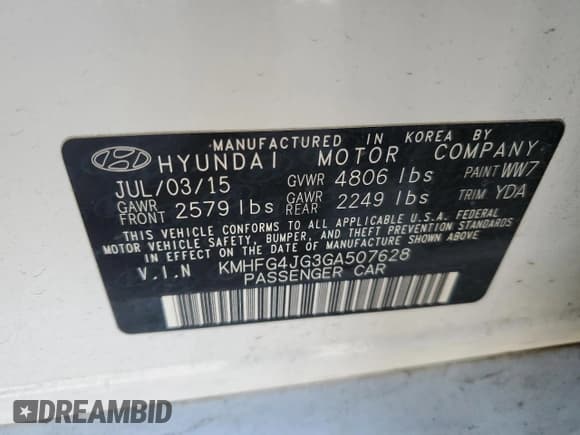 MANUFACTURED IN KOREA BY
HYUNDAI MOTOR COMPANY
JUL/03/15 GVWR 4806 lbs PAINT WW7
GAWR FRONT 2579 lbs GAWR REAR 2249 lbs TRIM YDA
THIS VEHICLE CONFORMS TO ALL APPLICABLE U.S.A. FEDERAL
MOTOR VEHICLE SAFETY, BUMPER, AND THEFT PREVENTION STANDARDS
IN EFFECT ON THE DATE OF MANUFACTURE SHOWN ABOVE.
V.I.N KMHFG4JG3GA507628
PASSENGER CAR
DREAMBID